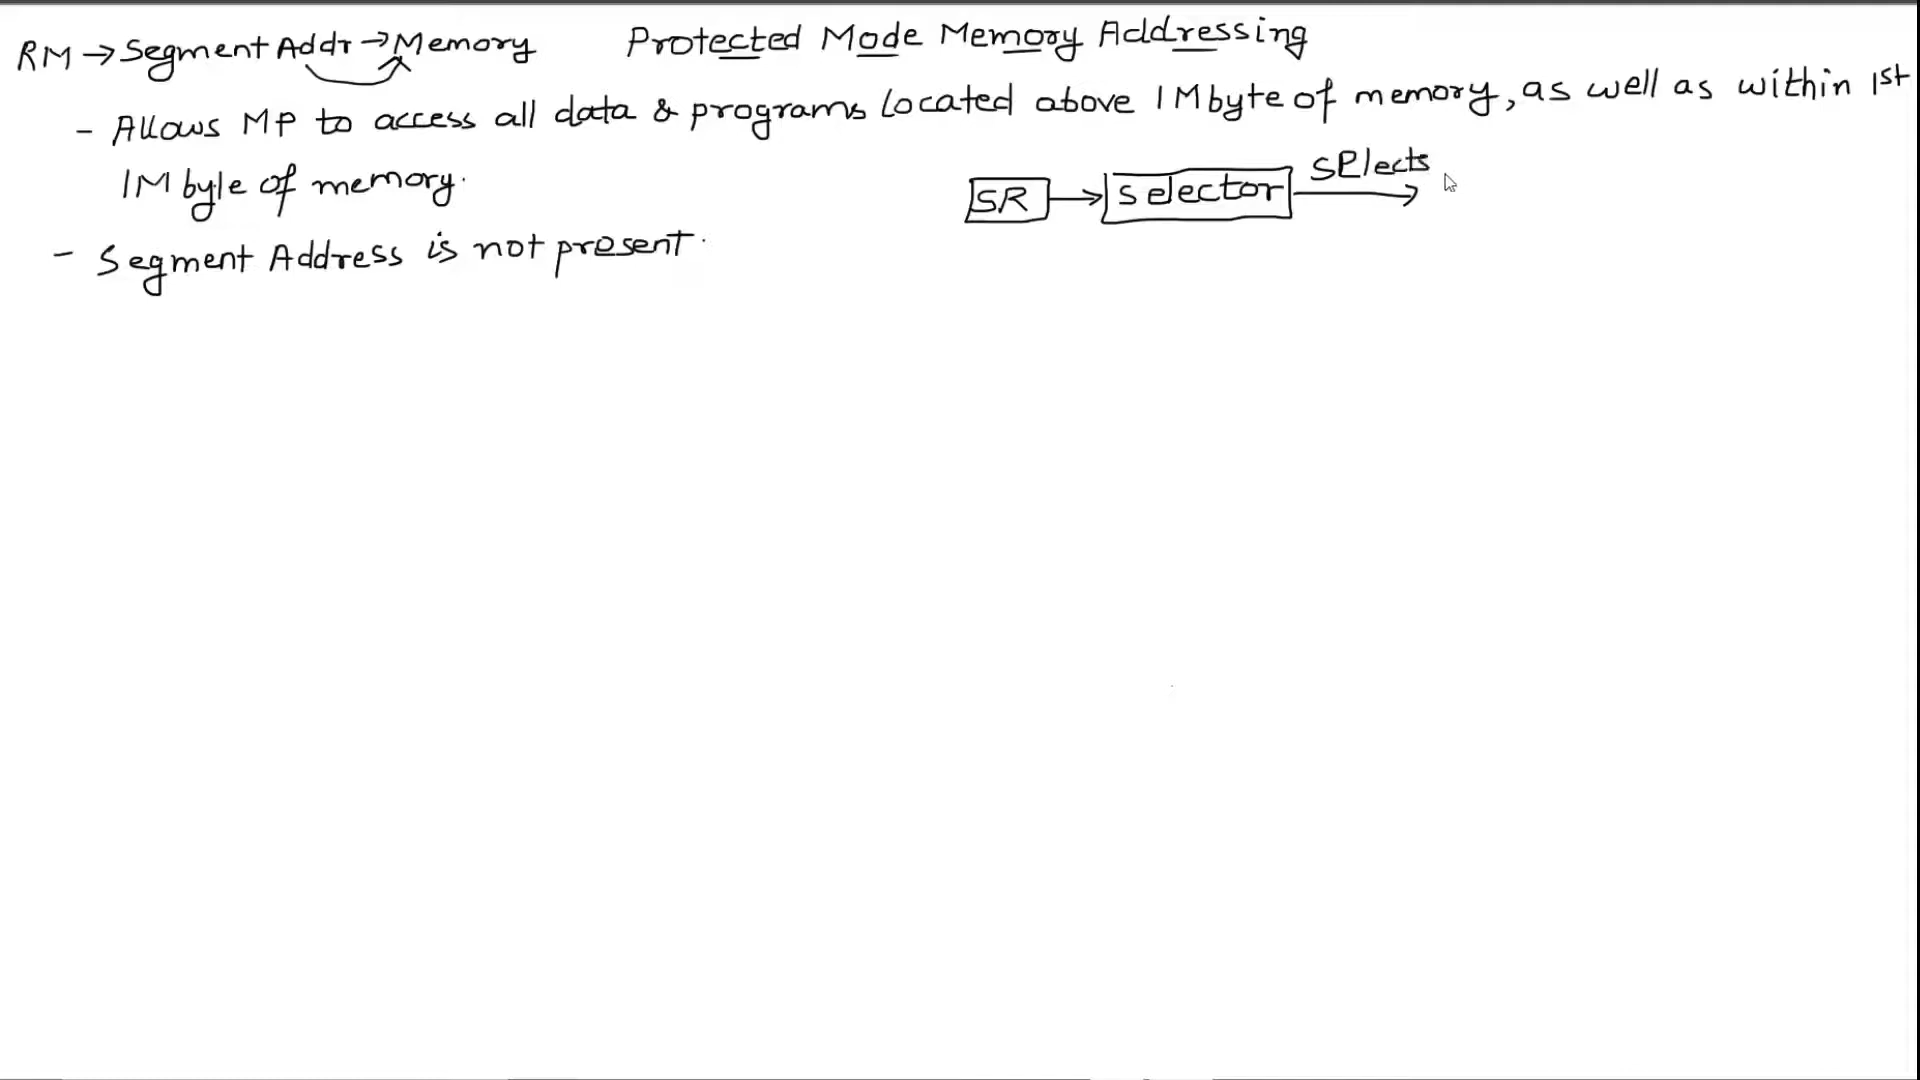 RM → Segment Addr → Memory
Protected Mode Memory Addressing
- Allows MP to access all data & programs Located above 1 Mbyte of memory, as well as within 1st
1M byte of memory.
SR → Selector → SElects
- Segment Address is not present.